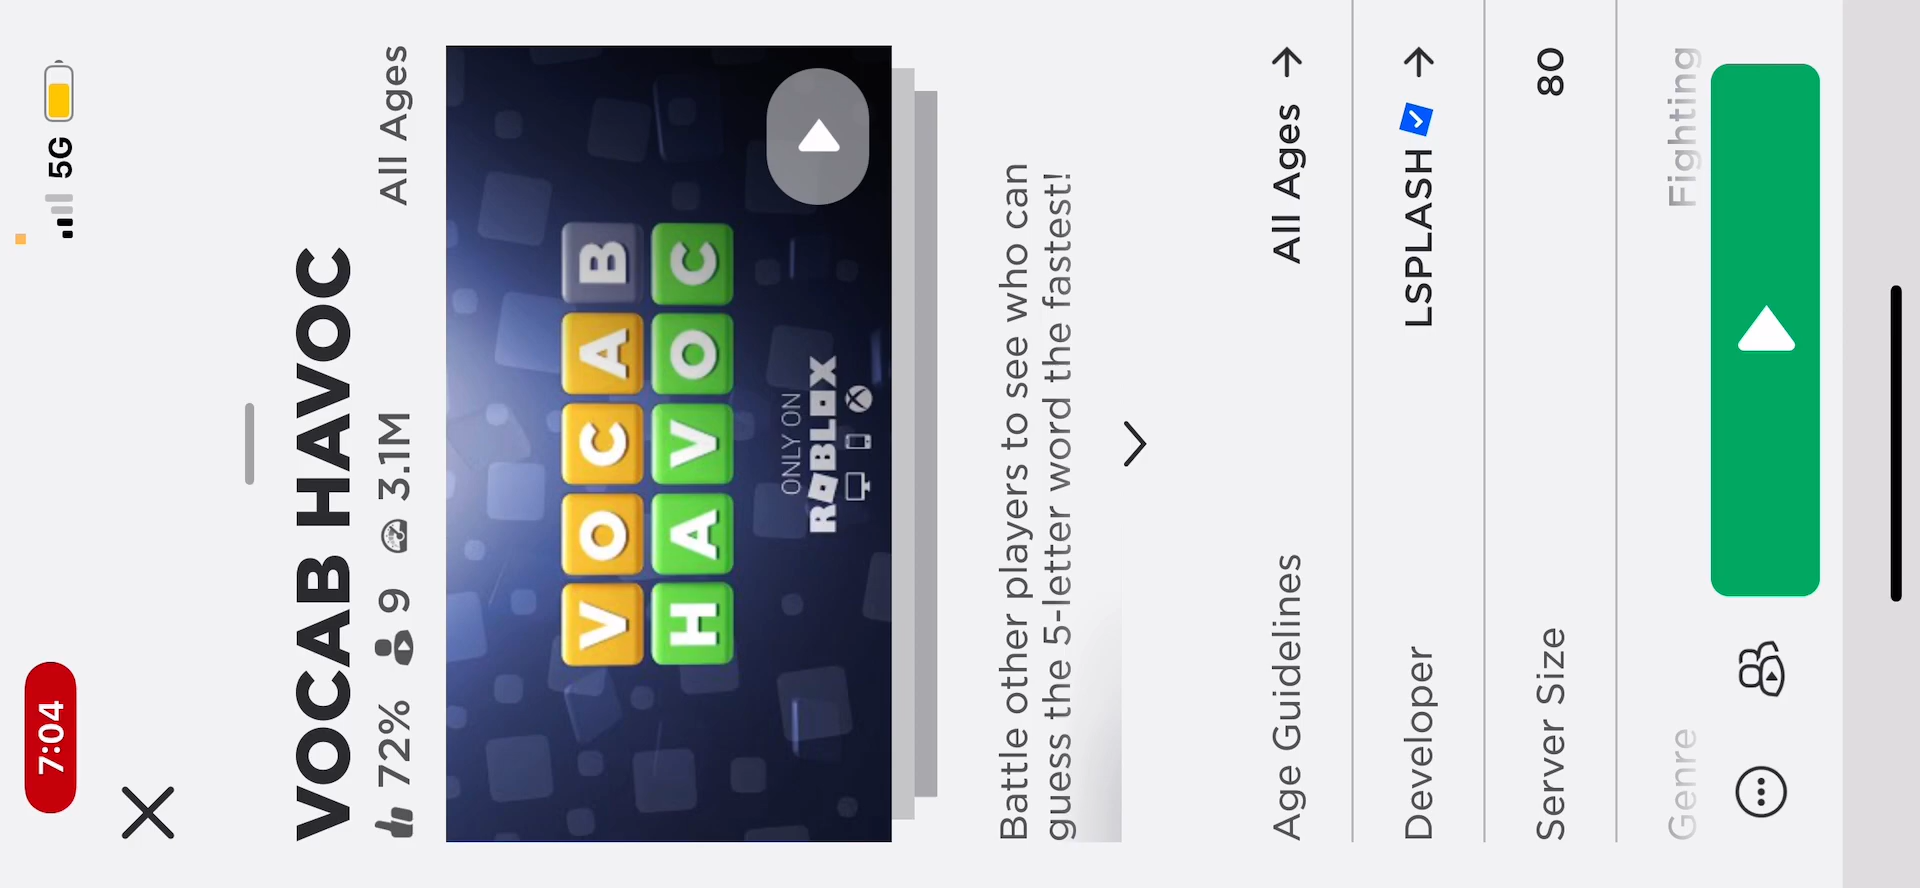 7:04
5G
VOCAB HAVOC
72% 9 3.1M All Ages
VOCAB
HAVOC
ONLY ON
ROBLOX
Battle other players to see who can
guess the 5-letter word the fastest!
Age Guidelines All Ages
Developer LSPLASH
Server Size 80
Genre Fighting